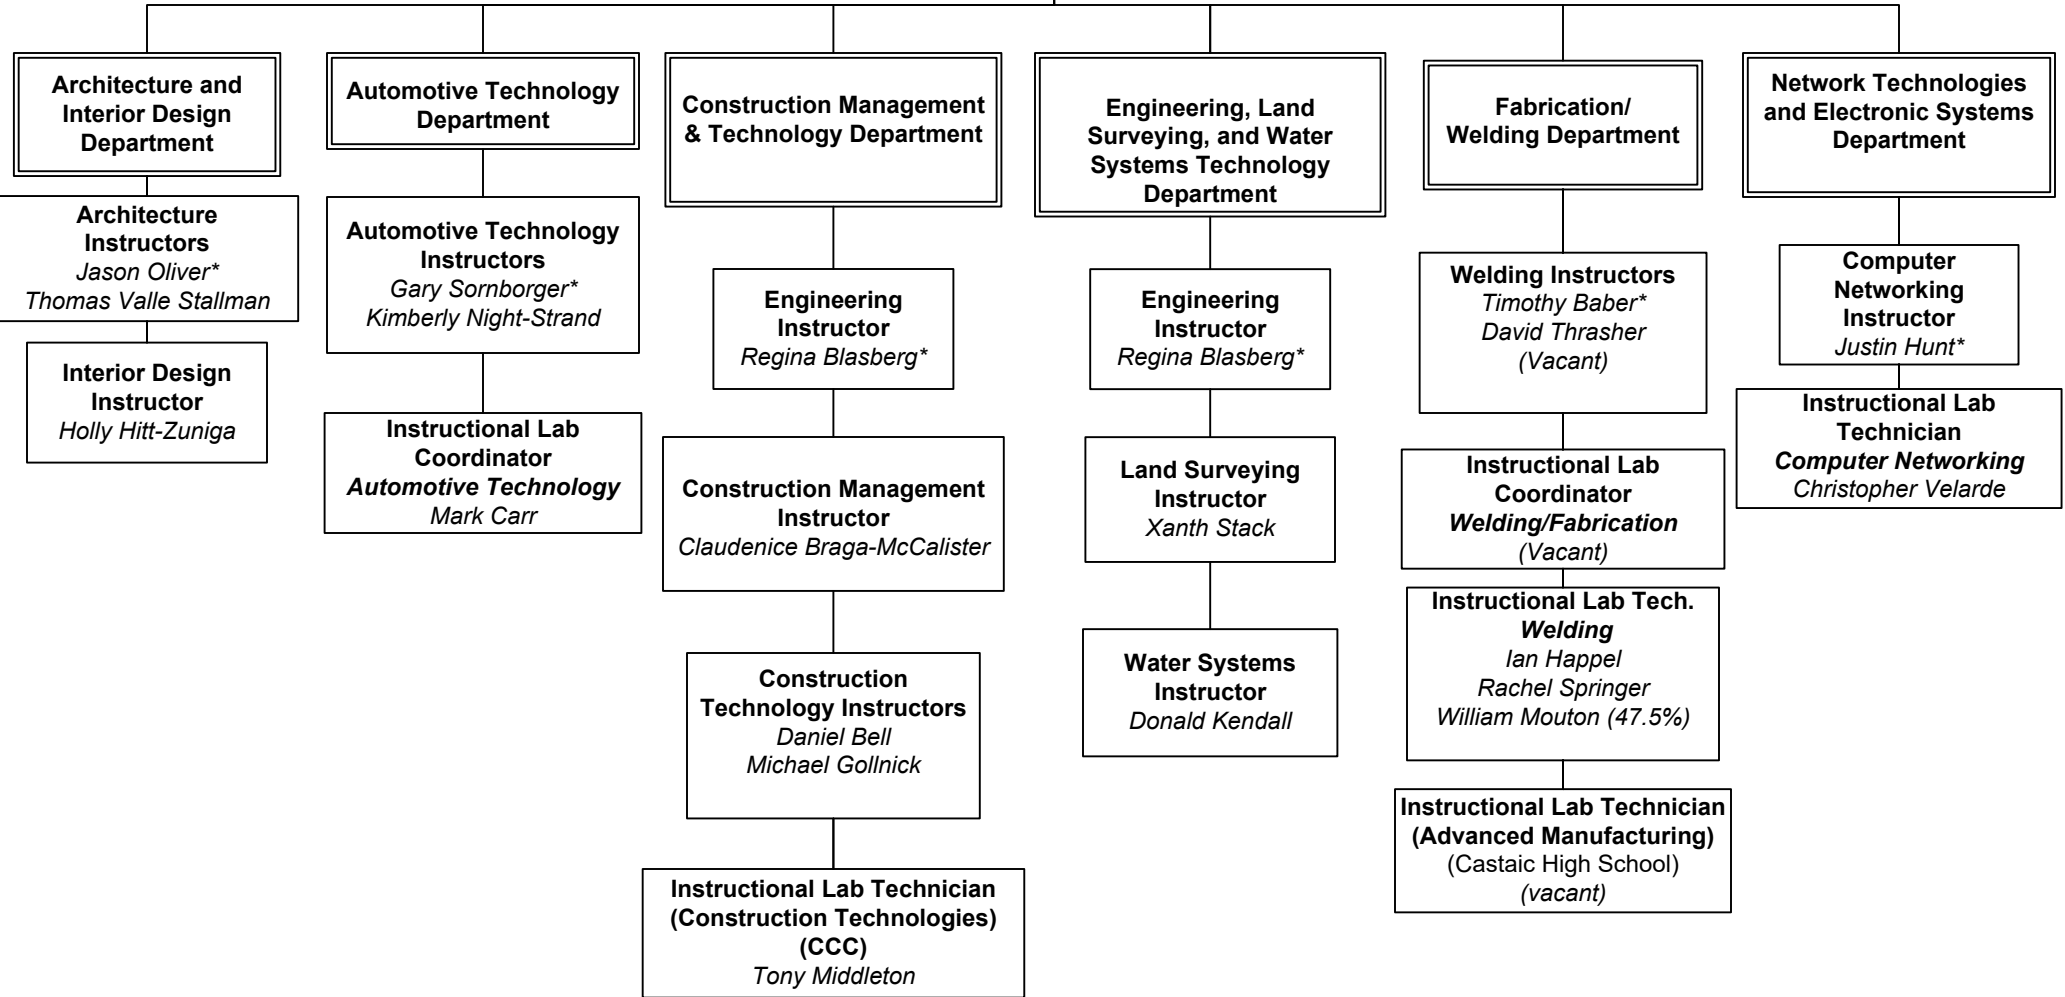 Architecture and
Interior Design
Department
Architecture
Instructors
Jason Oliver*
Thomas Valle Stallman
Interior Design
Instructor
Holly Hitt-Zuniga
Automotive Technology
Department
Automotive Technology
Instructors
Gary Sornborger*
Kimberly Night-Strand
Instructional Lab
Coordinator
Automotive Technology
Mark Carr
Construction Management
& Technology Department
Engineering
Instructor
Regina Blasberg*
Construction Management
Instructor
Claudenice Braga-McCalister
Construction
Technology Instructors
Daniel Bell
Michael Gollnick
Instructional Lab Technician
(Construction Technologies)
(CCC)
Tony Middleton
Engineering, Land
Surveying, and Water
Systems Technology
Department
Engineering
Instructor
Regina Blasberg*
Land Surveying
Instructor
Xanth Stack
Water Systems
Instructor
Donald Kendall
Fabrication/
Welding Department
Welding Instructors
Timothy Baber*
David Thrasher
(Vacant)
Instructional Lab
Coordinator
Welding/Fabrication
(Vacant)
Instructional Lab Tech.
Welding
Ian Happel
Rachel Springer
William Mouton (47.5%)
Instructional Lab Technician
(Advanced Manufacturing)
(Castaic High School)
(vacant)
Network Technologies
and Electronic Systems
Department
Computer
Networking
Instructor
Justin Hunt*
Instructional Lab
Technician
Computer Networking
Christopher Velarde